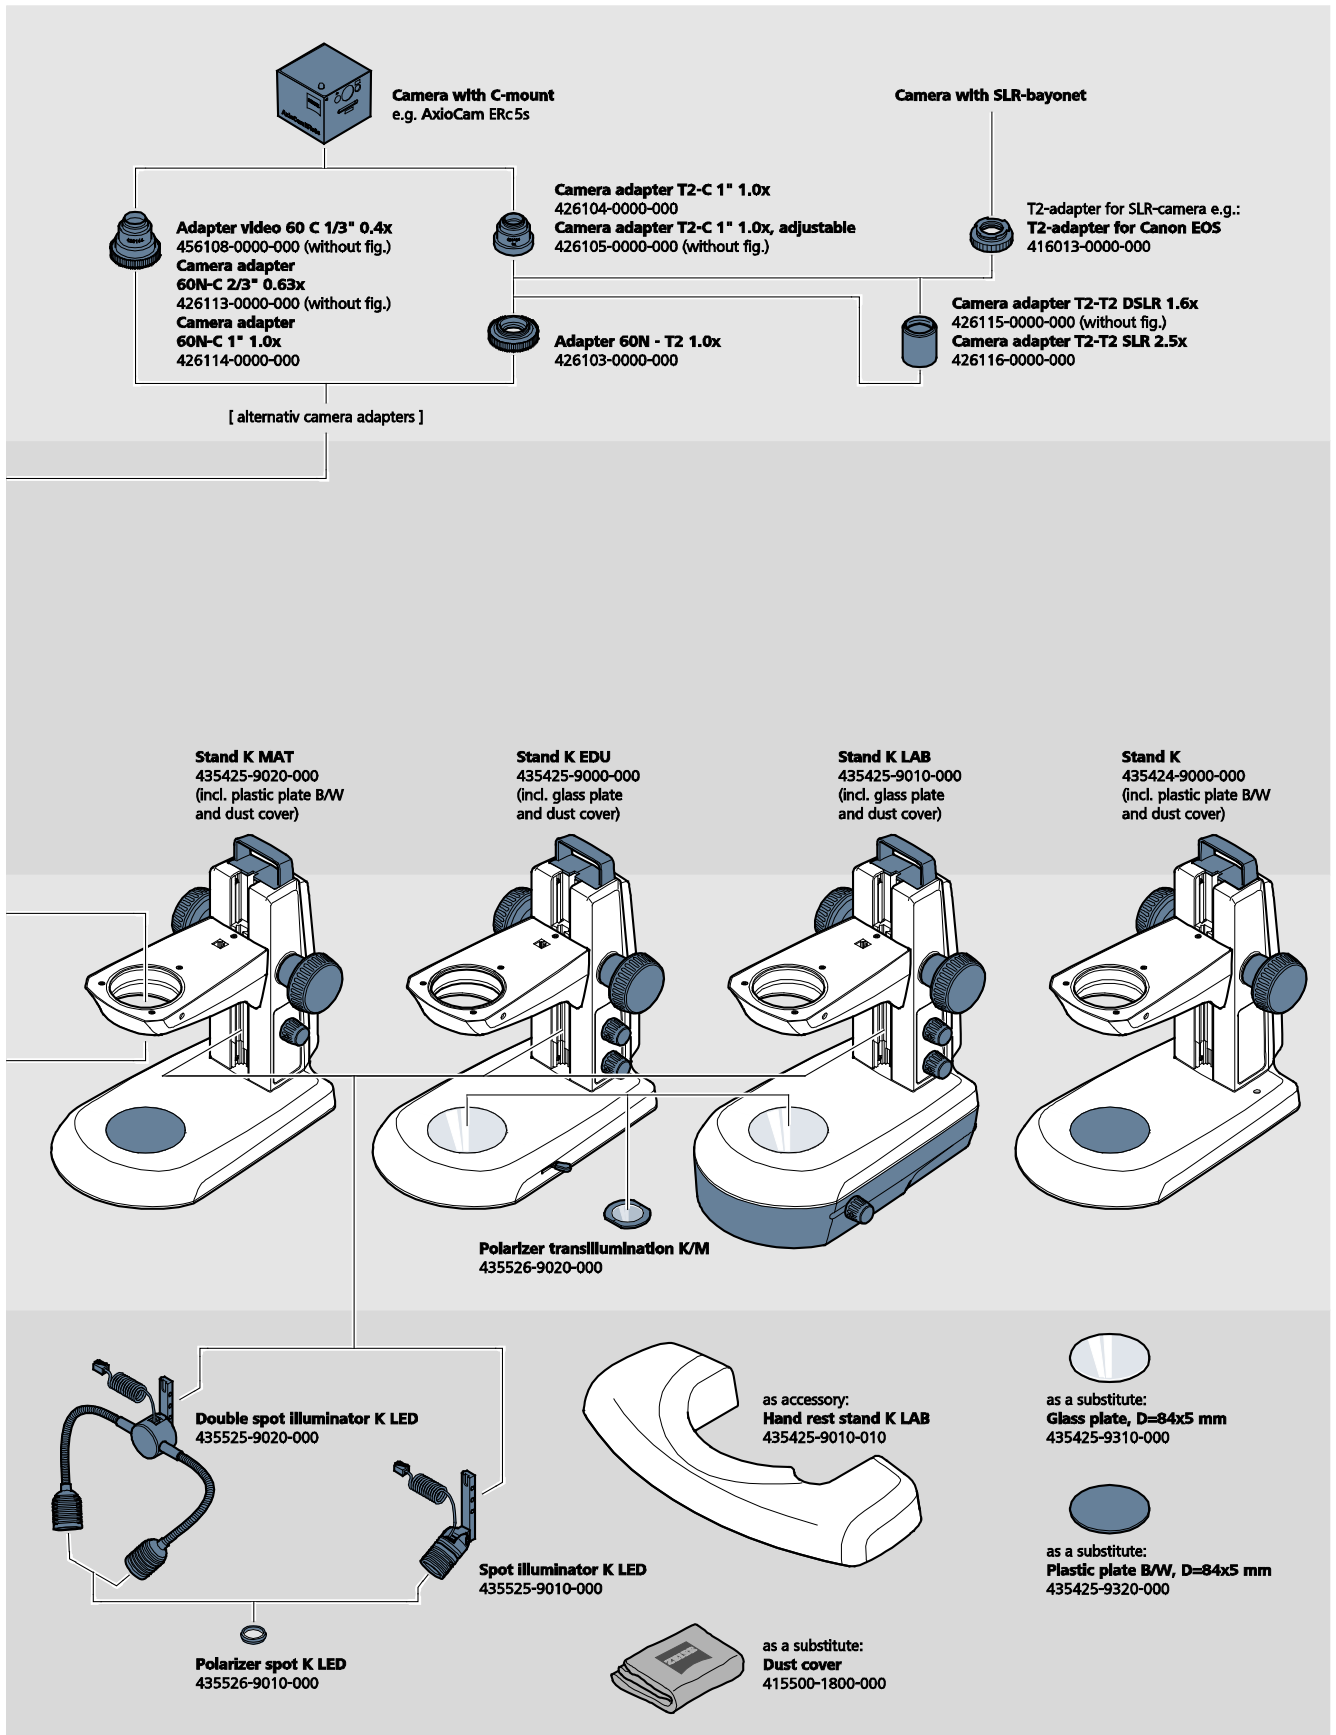 Camera with C-mount
e.g. AxioCam ERc5s
Camera with SLR-bayonet
Adapter video 60 C 1/3" 0.4x
456108-0000-000 (without fig.)
Camera adapter
60N-C 2/3" 0.63x
426113-0000-000 (without fig.)
Camera adapter
60N-C 1" 1.0x
426114-0000-000
Camera adapter T2-C 1" 1.0x
426104-0000-000
Camera adapter T2-C 1" 1.0x, adjustable
426105-0000-000 (without fig.)
T2-adapter for SLR-camera e.g.:
T2-adapter for Canon EOS
416013-0000-000
Adapter 60N - T2 1.0x
426103-0000-000
Camera adapter T2-T2 DSLR 1.6x
426115-0000-000 (without fig.)
Camera adapter T2-T2 SLR 2.5x
426116-0000-000
[ alternativ camera adapters ]
Stand K MAT
435425-9020-000
(incl. plastic plate B/W
and dust cover)
Stand K EDU
435425-9000-000
(incl. glass plate
and dust cover)
Stand K LAB
435425-9010-000
(incl. glass plate
and dust cover)
Stand K
435424-9000-000
(incl. plastic plate B/W
and dust cover)
Polarizer transillumination K/M
435526-9020-000
Double spot illuminator K LED
435525-9020-000
Spot illuminator K LED
435525-9010-000
Polarizer spot K LED
435526-9010-000
as accessory:
Hand rest stand K LAB
435425-9010-010
as a substitute:
Glass plate, D=84x5 mm
435425-9310-000
as a substitute:
Plastic plate B/W, D=84x5 mm
435425-9320-000
ZEISS
as a substitute:
Dust cover
415500-1800-000